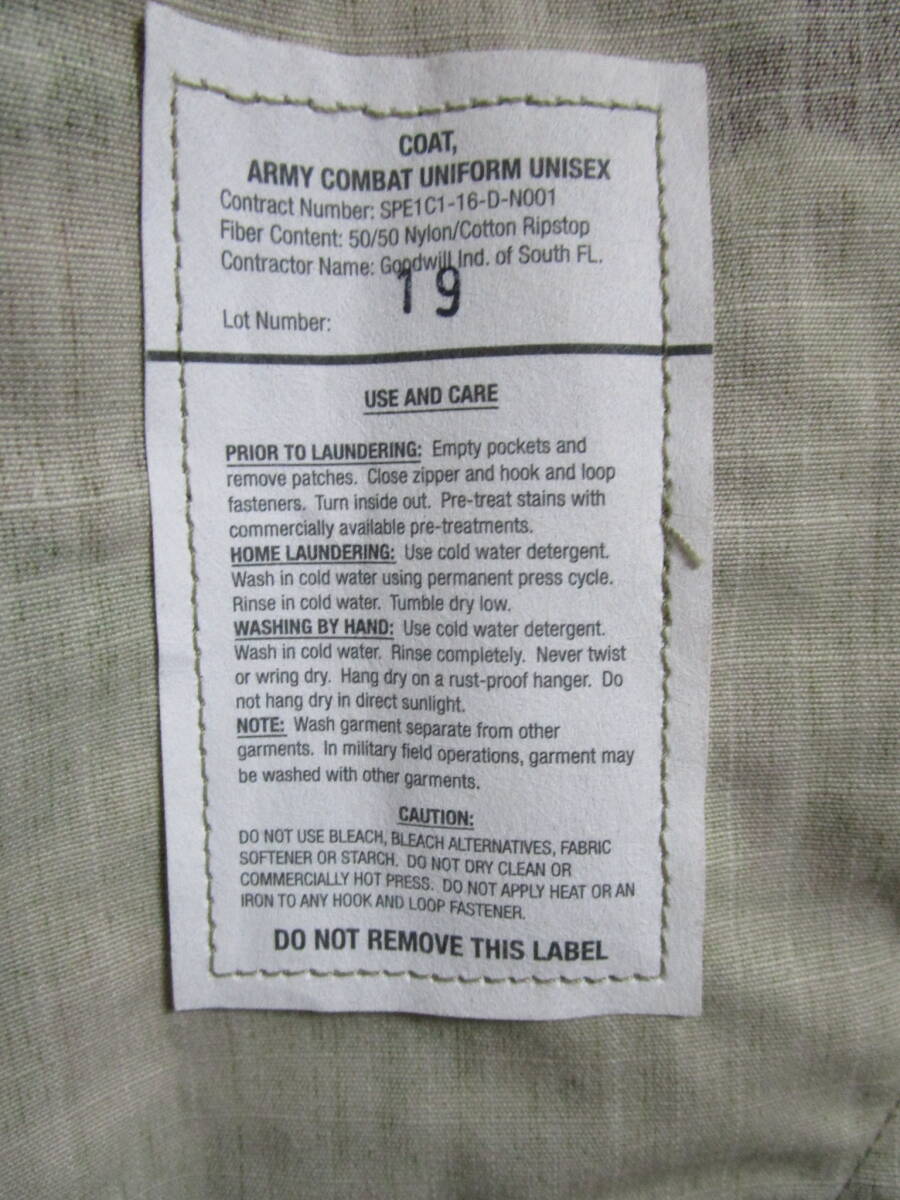 COAT,
ARMY COMBAT UNIFORM UNISEX
Contract Number: SPE1C1-16-D-N001
Fiber Content: 50/50 Nylon/Cotton Ripstop
Contractor Name: Goodwill Ind. of South FL.
19
Lot Number:
USE AND CARE
PRIOR TO LAUNDERING: Empty pockets and
remove patches. Close zipper and hook and loop
fasteners. Turn inside out. Pre-treat stains with
commercially available pre-treatments.
HOME LAUNDERING: Use cold water detergent.
Wash in cold water using permanent press cycle.
Rinse in cold water. Tumble dry low.
WASHING BY HAND: Use cold water detergent.
Wash in cold water. Rinse completely. Never twist
or wring dry. Hang dry on a rust-proof hanger. Do
not hang dry in direct sunlight.
NOTE: Wash garment separate from other
garments. In military field operations, garment may
be washed with other garments.
CAUTION:
DO NOT USE BLEACH, BLEACH ALTERNATIVES, FABRIC
SOFTENER OR STARCH. DO NOT DRY CLEAN OR
COMMERCIALLY HOT PRESS. DO NOT APPLY HEAT OR AN
IRON TO ANY HOOK AND LOOP FASTENER.
DO NOT REMOVE THIS LABEL